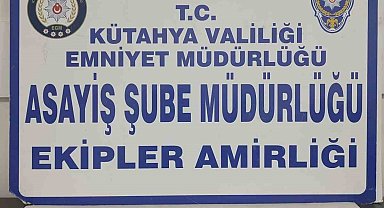 T.C.
KÜTAHYA VALİLİĞİ
EMNİYET MÜDÜRLÜĞÜ
ASAYİŞ ŞUBE MÜDÜRLÜĞÜ
EKİPLER AMİRLİĞİ